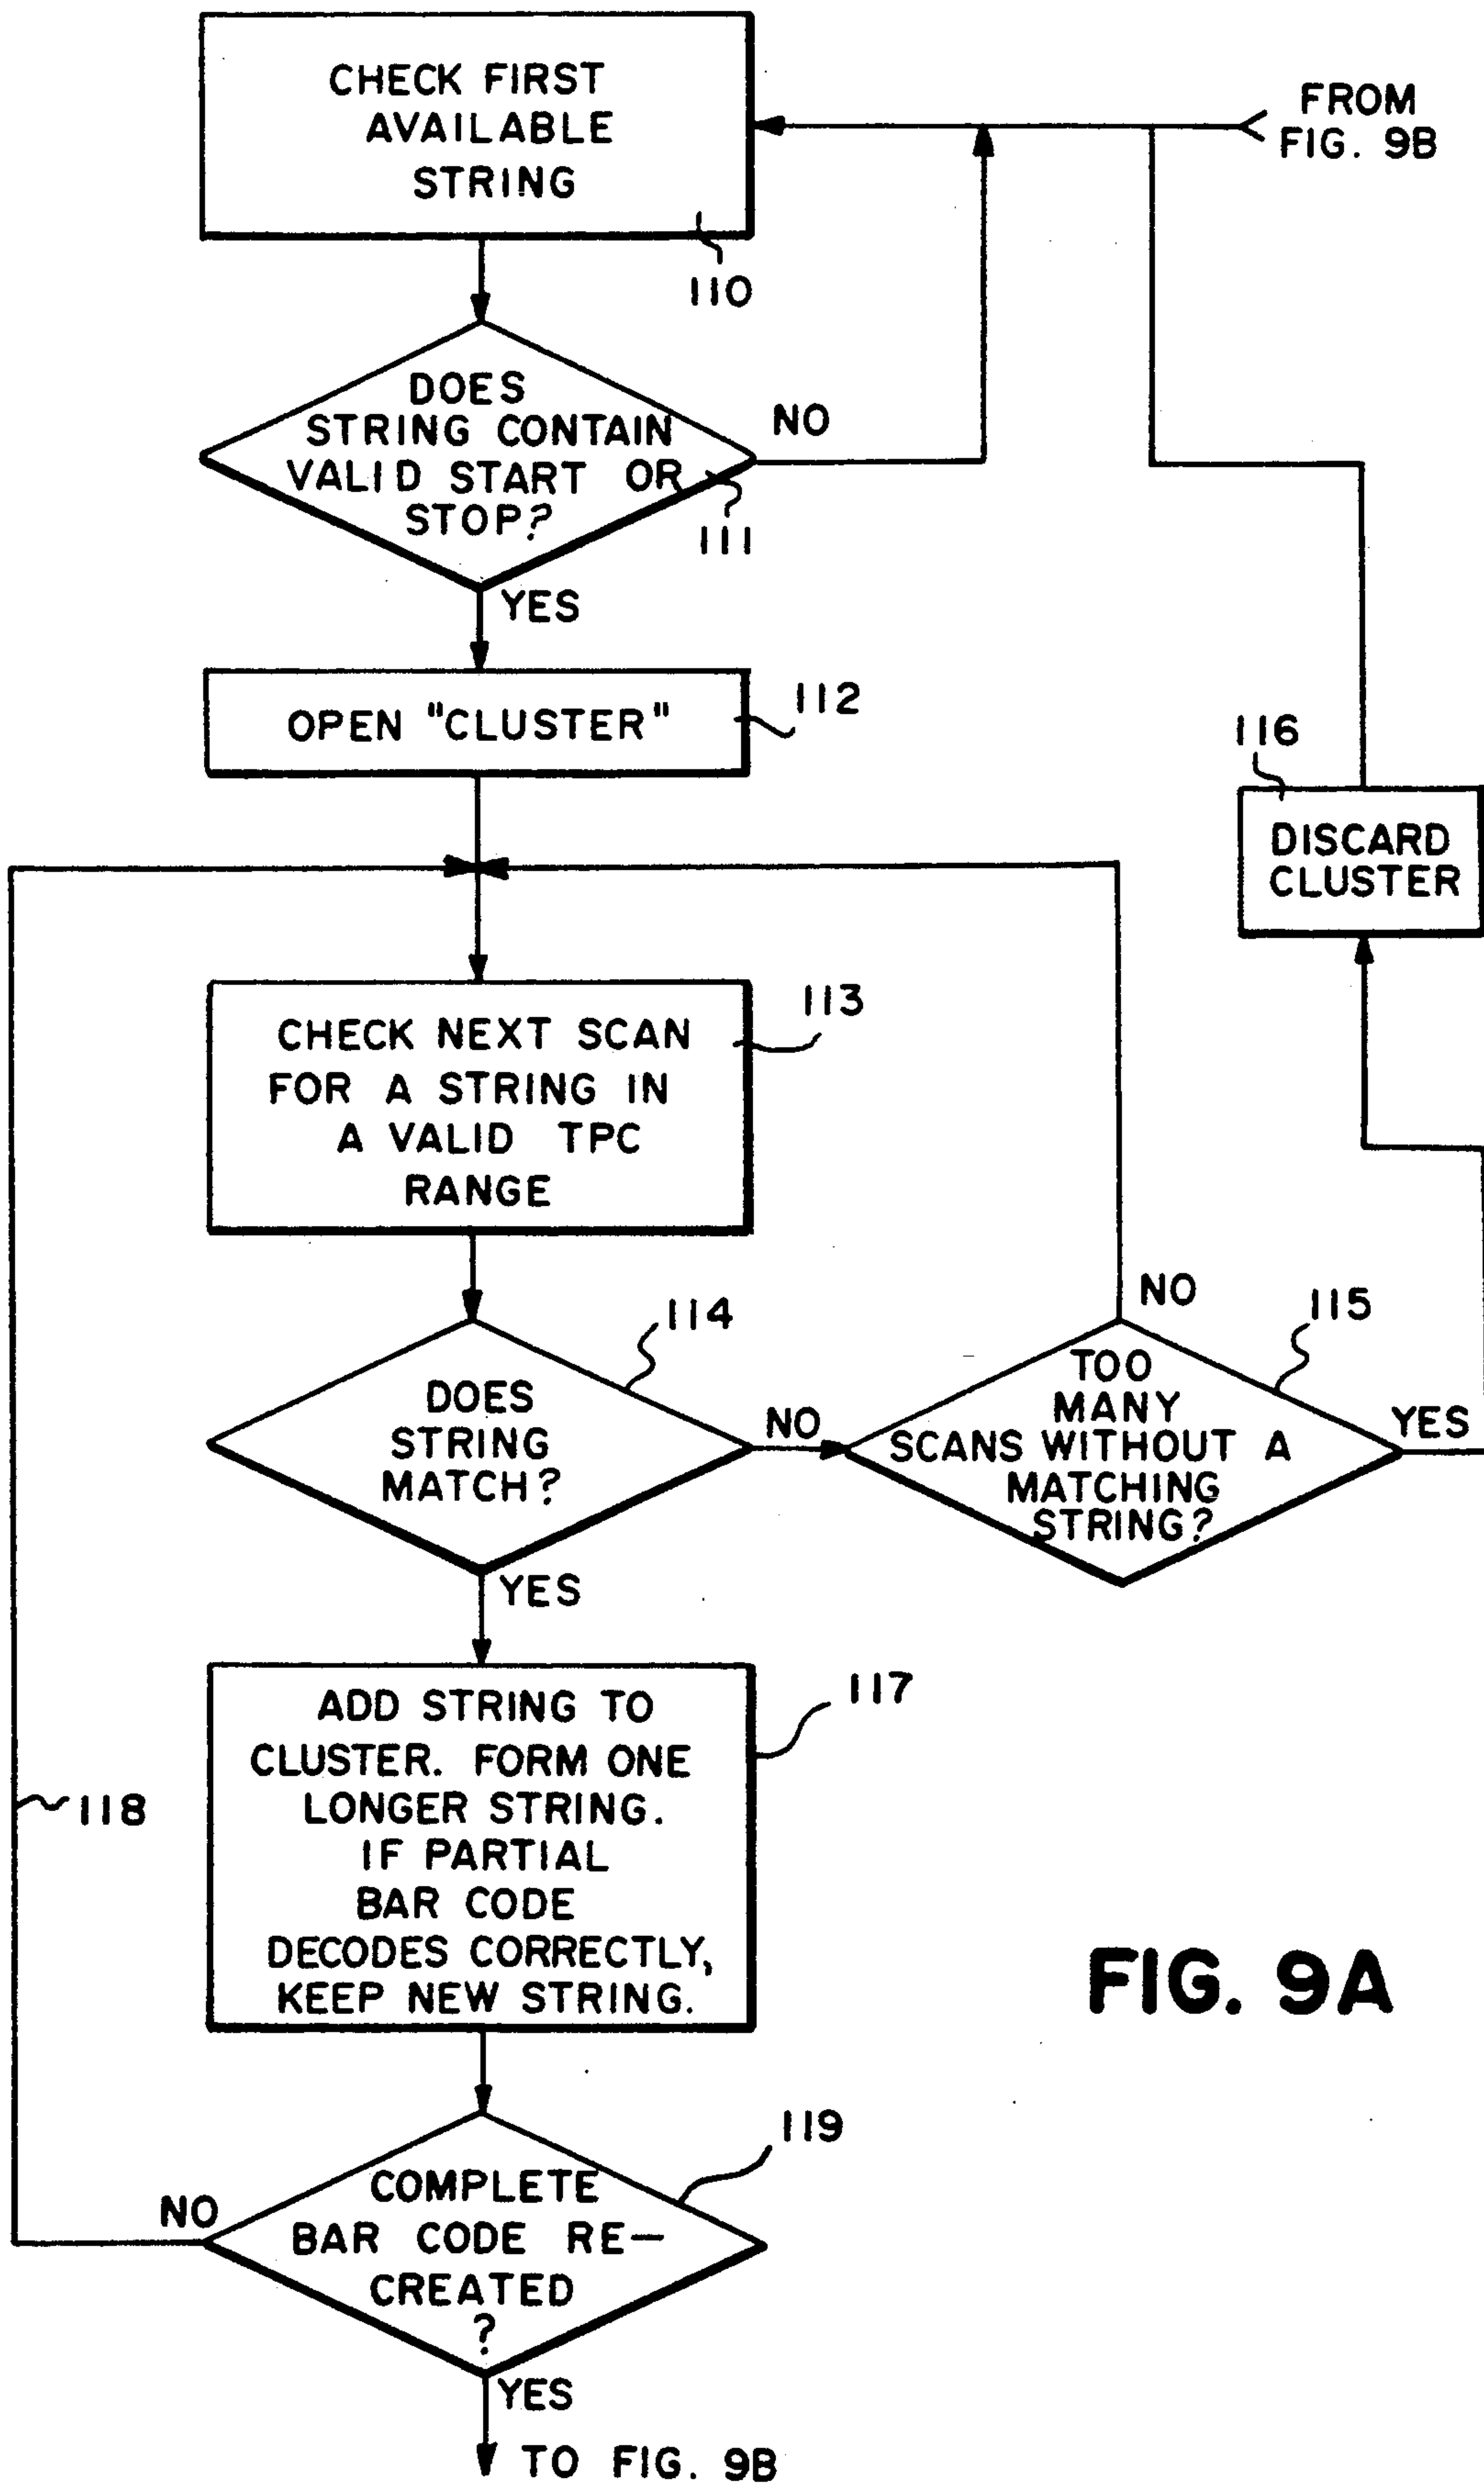 CHECK FIRST
AVAILABLE
STRING
110
FROM
FIG. 9B
DOES
STRING CONTAIN
VALID START OR
STOP?
111
NO
YES
OPEN "CLUSTER"
112
116
DISCARD
CLUSTER
CHECK NEXT SCAN
FOR A STRING IN
A VALID TPC
RANGE
113
DOES
STRING
MATCH?
114
NO
TOO
MANY
SCANS WITHOUT A
MATCHING
STRING?
115
NO
YES
YES
ADD STRING TO
CLUSTER. FORM ONE
LONGER STRING.
IF PARTIAL
BAR CODE
DECODES CORRECTLY,
KEEP NEW STRING.
117
118
FIG. 9A
COMPLETE
BAR CODE RE-
CREATED
?
119
NO
YES
TO FIG. 9B